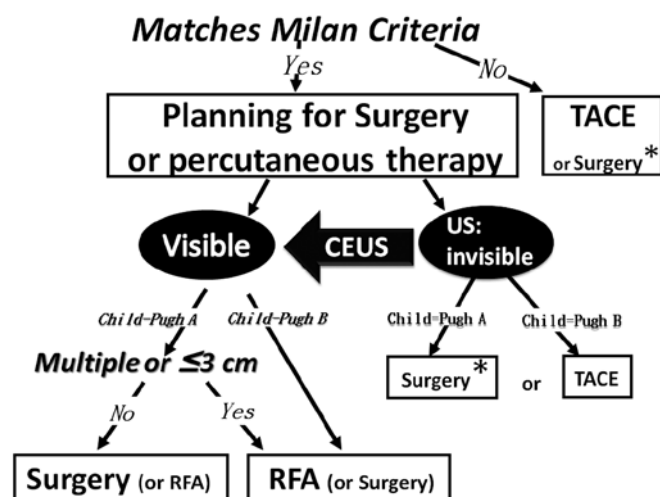 Matches Milan Criteria
Yes
No
Planning for Surgery
or percutaneous therapy
TACE
or Surgery*
Visible
CEUS
US:
invisible
Child-Pugh A
Child-Pugh B
Child=Pugh A
Child=Pugh B
Multiple or ≤3 cm
Surgery*
or
TACE
No
Yes
Surgery (or RFA)
RFA (or Surgery)